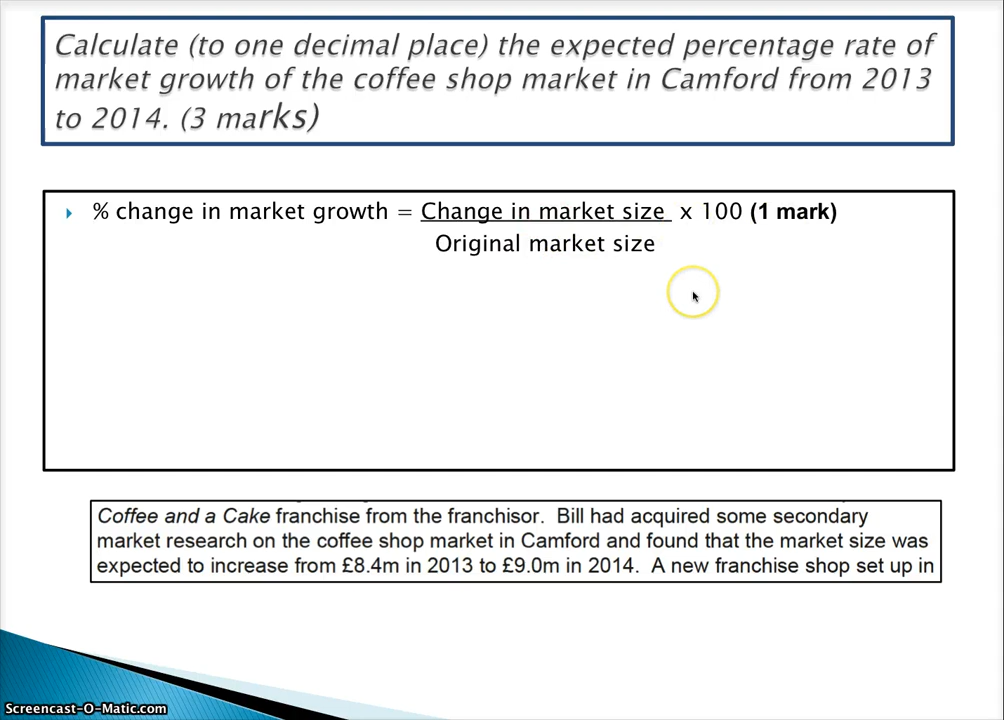 Calculate (to one decimal place) the expected percentage rate of
market growth of the coffee shop market in Camford from 2013
to 2014. (3 marks)
% change in market growth = Change in market size x 100 (1 mark)
Original market size
Coffee and a Cake franchise from the franchisor. Bill had acquired some secondary
market research on the coffee shop market in Camford and found that the market size was
expected to increase from £8.4m in 2013 to £9.0m in 2014. A new franchise shop set up in
Screencast-O-Matic.com